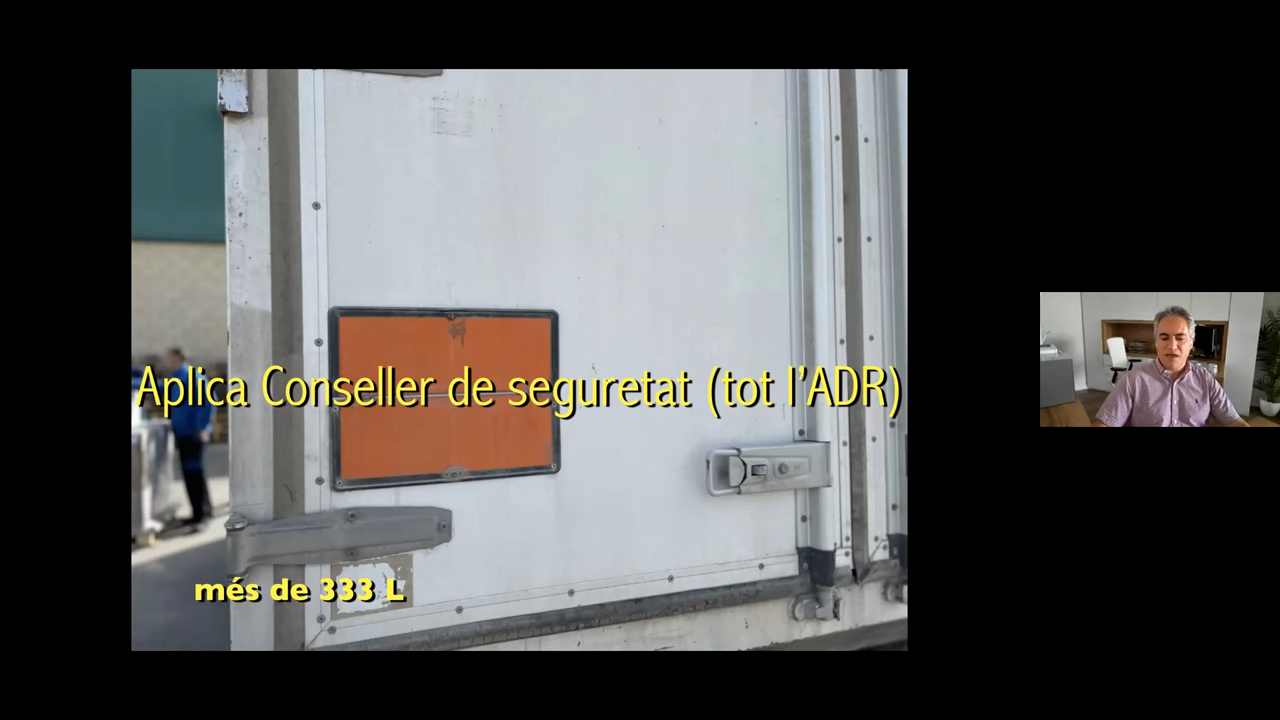 Aplica Conseller de seguretat (tot l'ADR)
més de 333 L